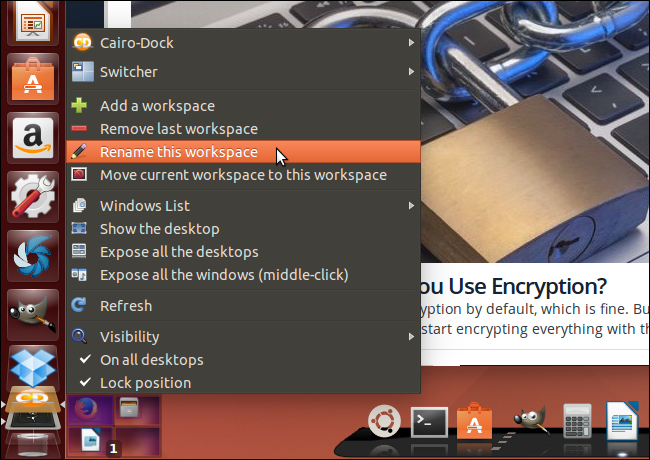 Cairo-Dock
Switcher
Add a workspace
Remove last workspace
Rename this workspace
Move current workspace to this workspace
Windows List
Show the desktop
Expose all the desktops
Expose all the windows (middle-click)
Refresh
Visibility
On all desktops
Lock position
ou Use Encryption?
yption by default, which is fine. Bu
start encrypting everything with th
1